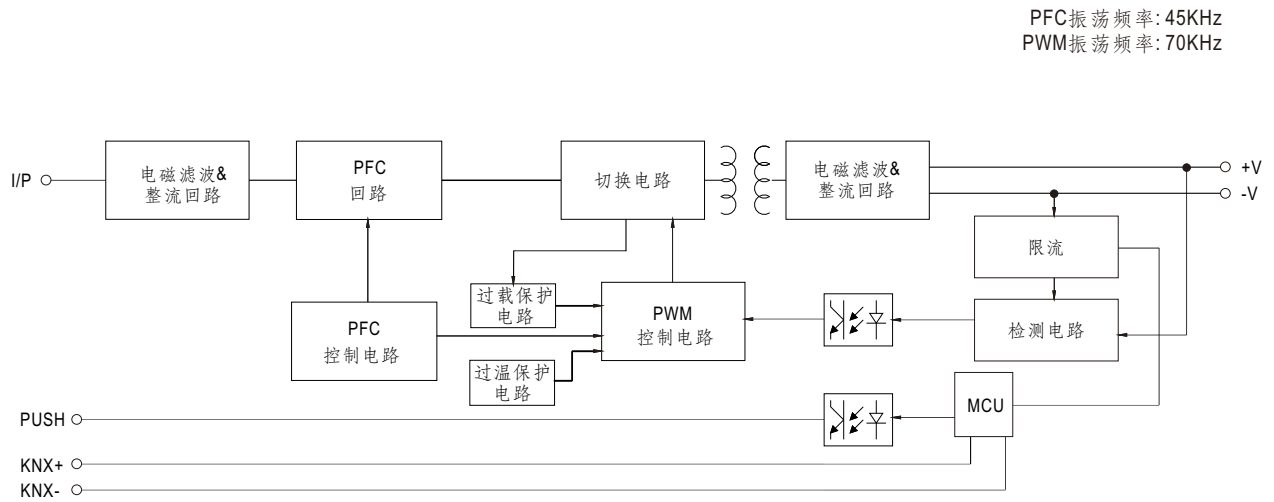 PFC振荡频率: 45KHz
PWM振荡频率: 70KHz
I/P
电磁滤波&
整流回路
PFC
回路
切换电路
电磁滤波&
整流回路
+V
-V
限流
过载保护
电路
PWM
控制电路
检测电路
PFC
控制电路
过温保护
电路
MCU
PUSH
KNX+
KNX-